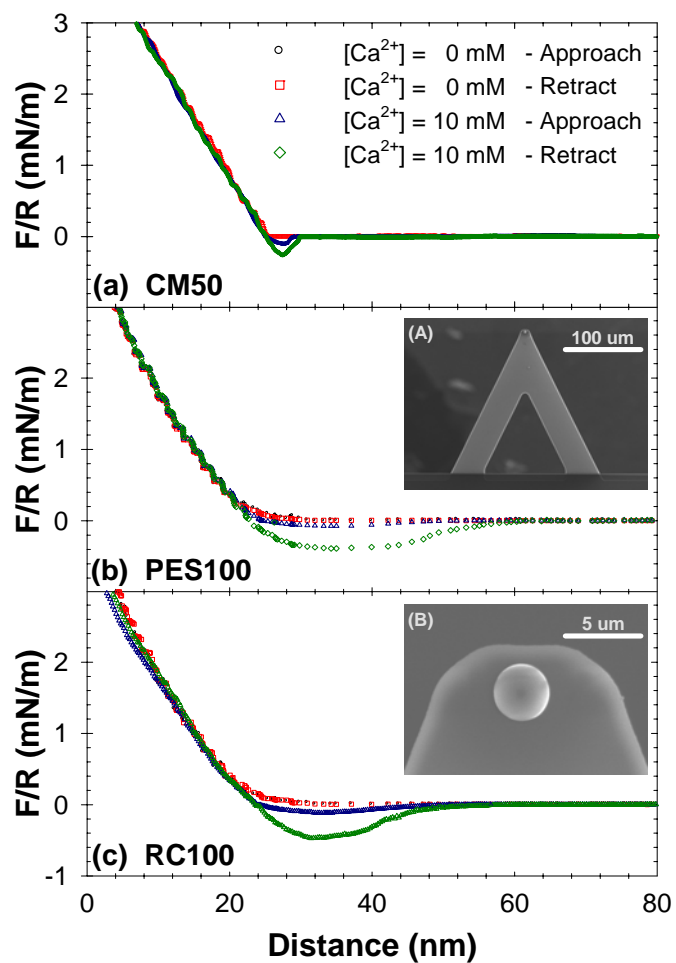 3
[Ca2+] = 0 mM - Approach
[Ca2+] = 0 mM - Retract
2
[Ca2+] = 10 mM - Approach
[Ca2+] = 10 mM - Retract
1
F/R (mN/m)
0
(a) CM50
(A) 100 um
2
1
F/R (mN/m)
0
(b) PES100
(B) 5 um
2
1
F/R (mN/m)
0
(c) RC100
-1
0 20 40 60 80
Distance (nm)